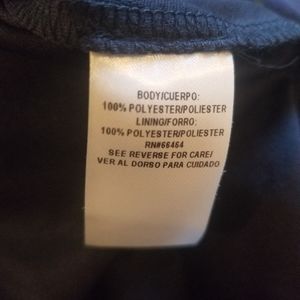 BODY/CUERPO:
100% POLYESTER/POLIESTER
LINING/FORRO:
100% POLYESTER/POLIESTER
RN#66464
SEE REVERSE FOR CARE/
VER AL DORSO PARA CUIDADO